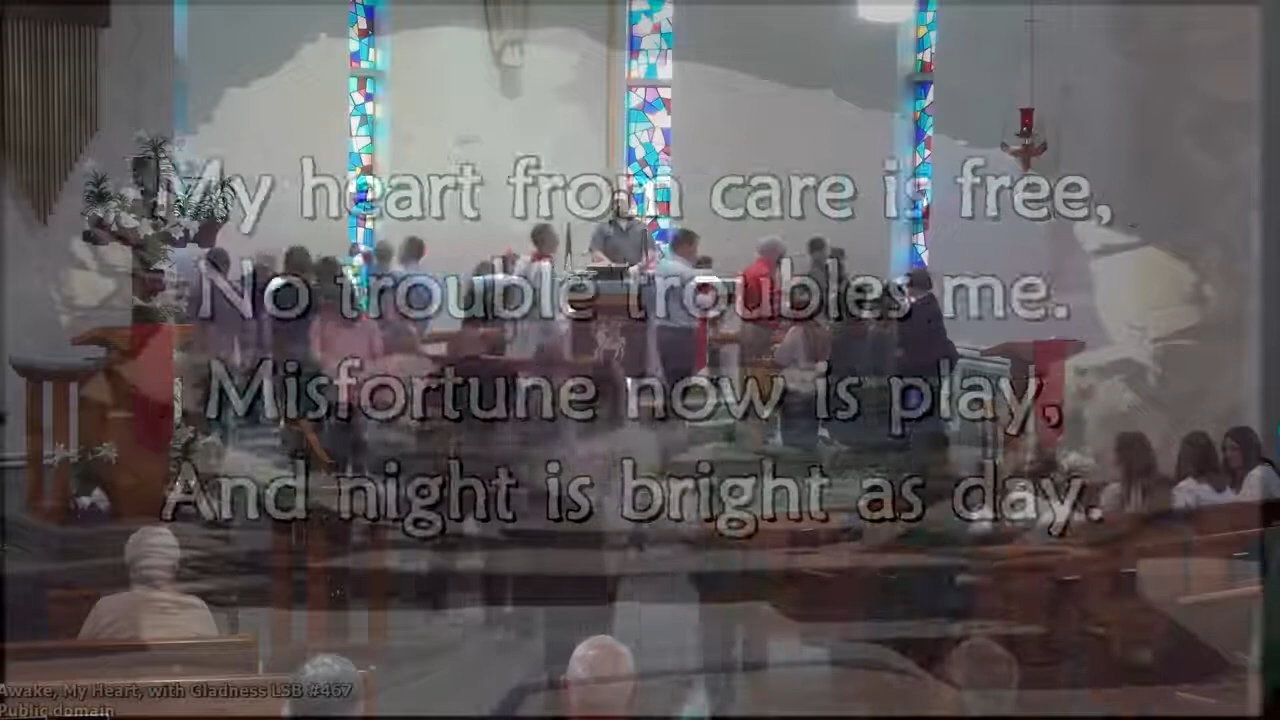 My heart from care is free,
No trouble troubles me.
Misfortune now is play,
And night is bright as day.
Awake, My Heart, with Gladness LSB #467
Public domain